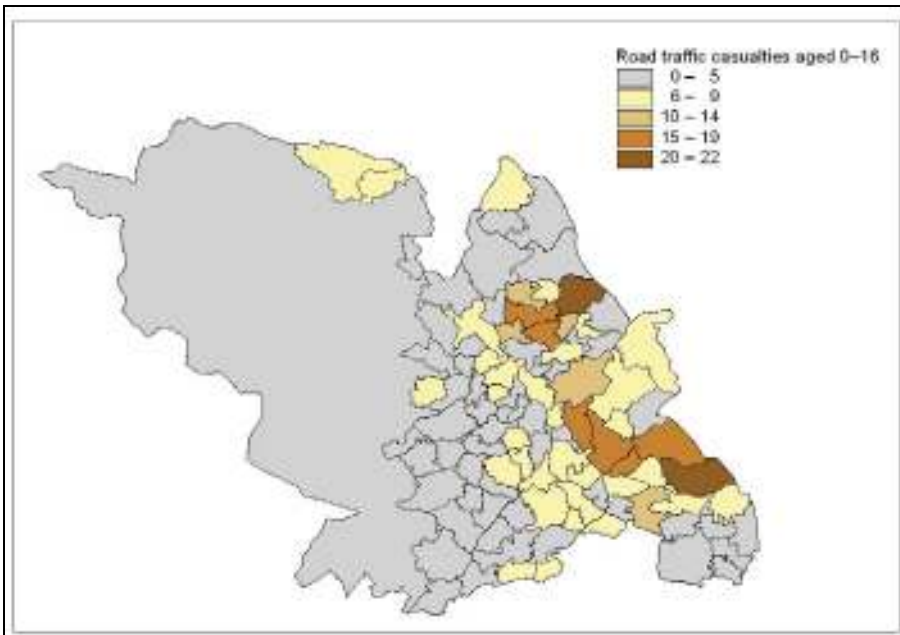 Road traffic casualties aged 0–16
0 – 5
6 – 9
10 – 14
15 – 19
20 – 22